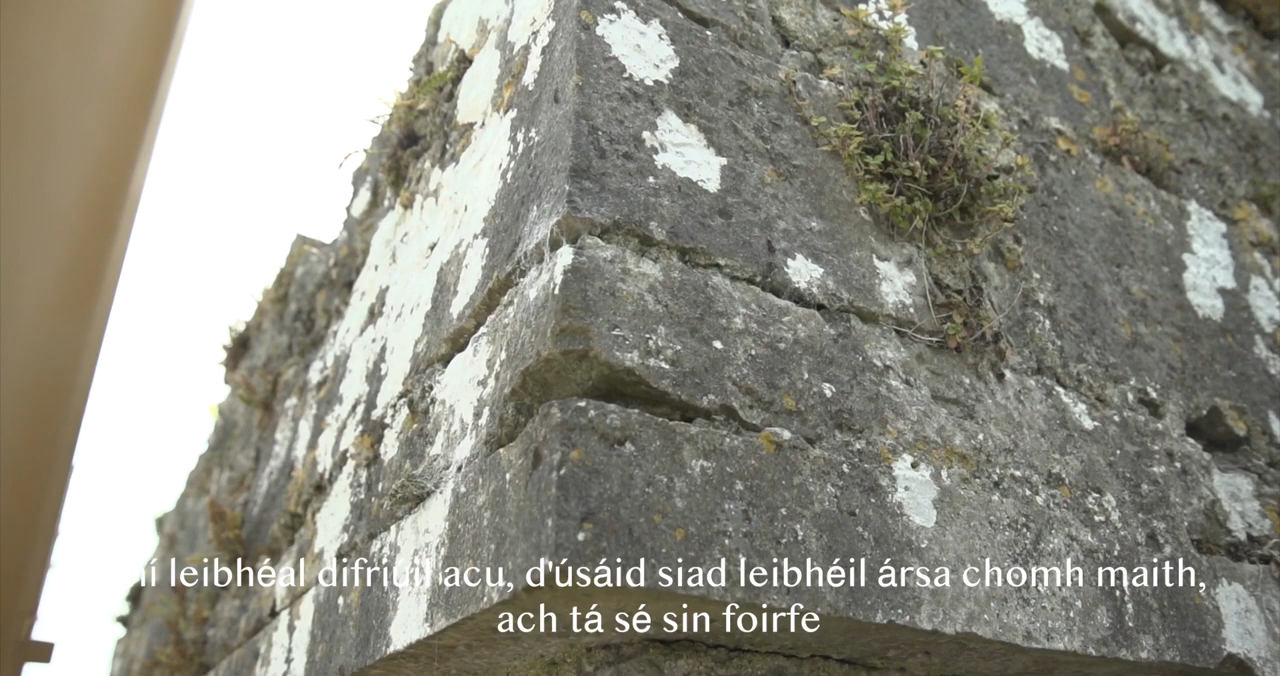 leibhéal difriúil acu, d'úsáid siad leibhéil ársa chomh maith,
ach tá sé sin foirfe